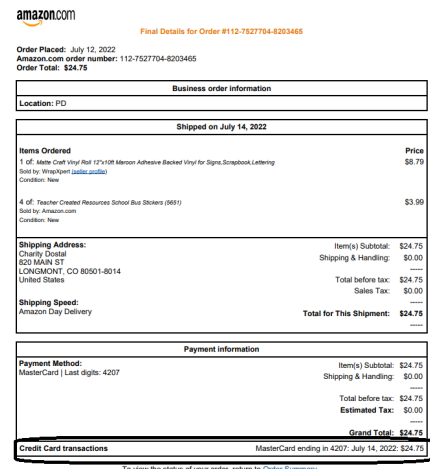 amazon.com
Final Details for Order #112-7527704-8203465
Order Placed: July 12, 2022
Amazon.com order number: 112-7527704-8203465
Order Total: $24.75
Business order information
Location: PD
Shipped on July 14, 2022
Items Ordered Price
1 of: Matte Craft Vinyl Roll 12"x10ft Maroon Adhesive Backed Vinyl for Signs,Scrapbook,Lettering $8.79
Sold by: WrapXpert (seller profile)
Condition: New
4 of: Teacher Created Resources School Bus Stickers (5651) $3.99
Sold by: Amazon.com
Condition: New
Shipping Address: Item(s) Subtotal: $24.75
Charity Dostal Shipping & Handling: $0.00
820 MAIN ST -----
LONGMONT, CO 80501-8014
United States Total before tax: $24.75
Sales Tax: $0.00
Shipping Speed: -----
Amazon Day Delivery Total for This Shipment: $24.75
-----
Payment information
Payment Method: Item(s) Subtotal: $24.75
MasterCard | Last digits: 4207 Shipping & Handling: $0.00
-----
Total before tax: $24.75
Estimated Tax: $0.00
-----
Grand Total: $24.75
Credit Card transactions MasterCard ending in 4207: July 14, 2022: $24.75
To view the status of your order, return to Order Summary